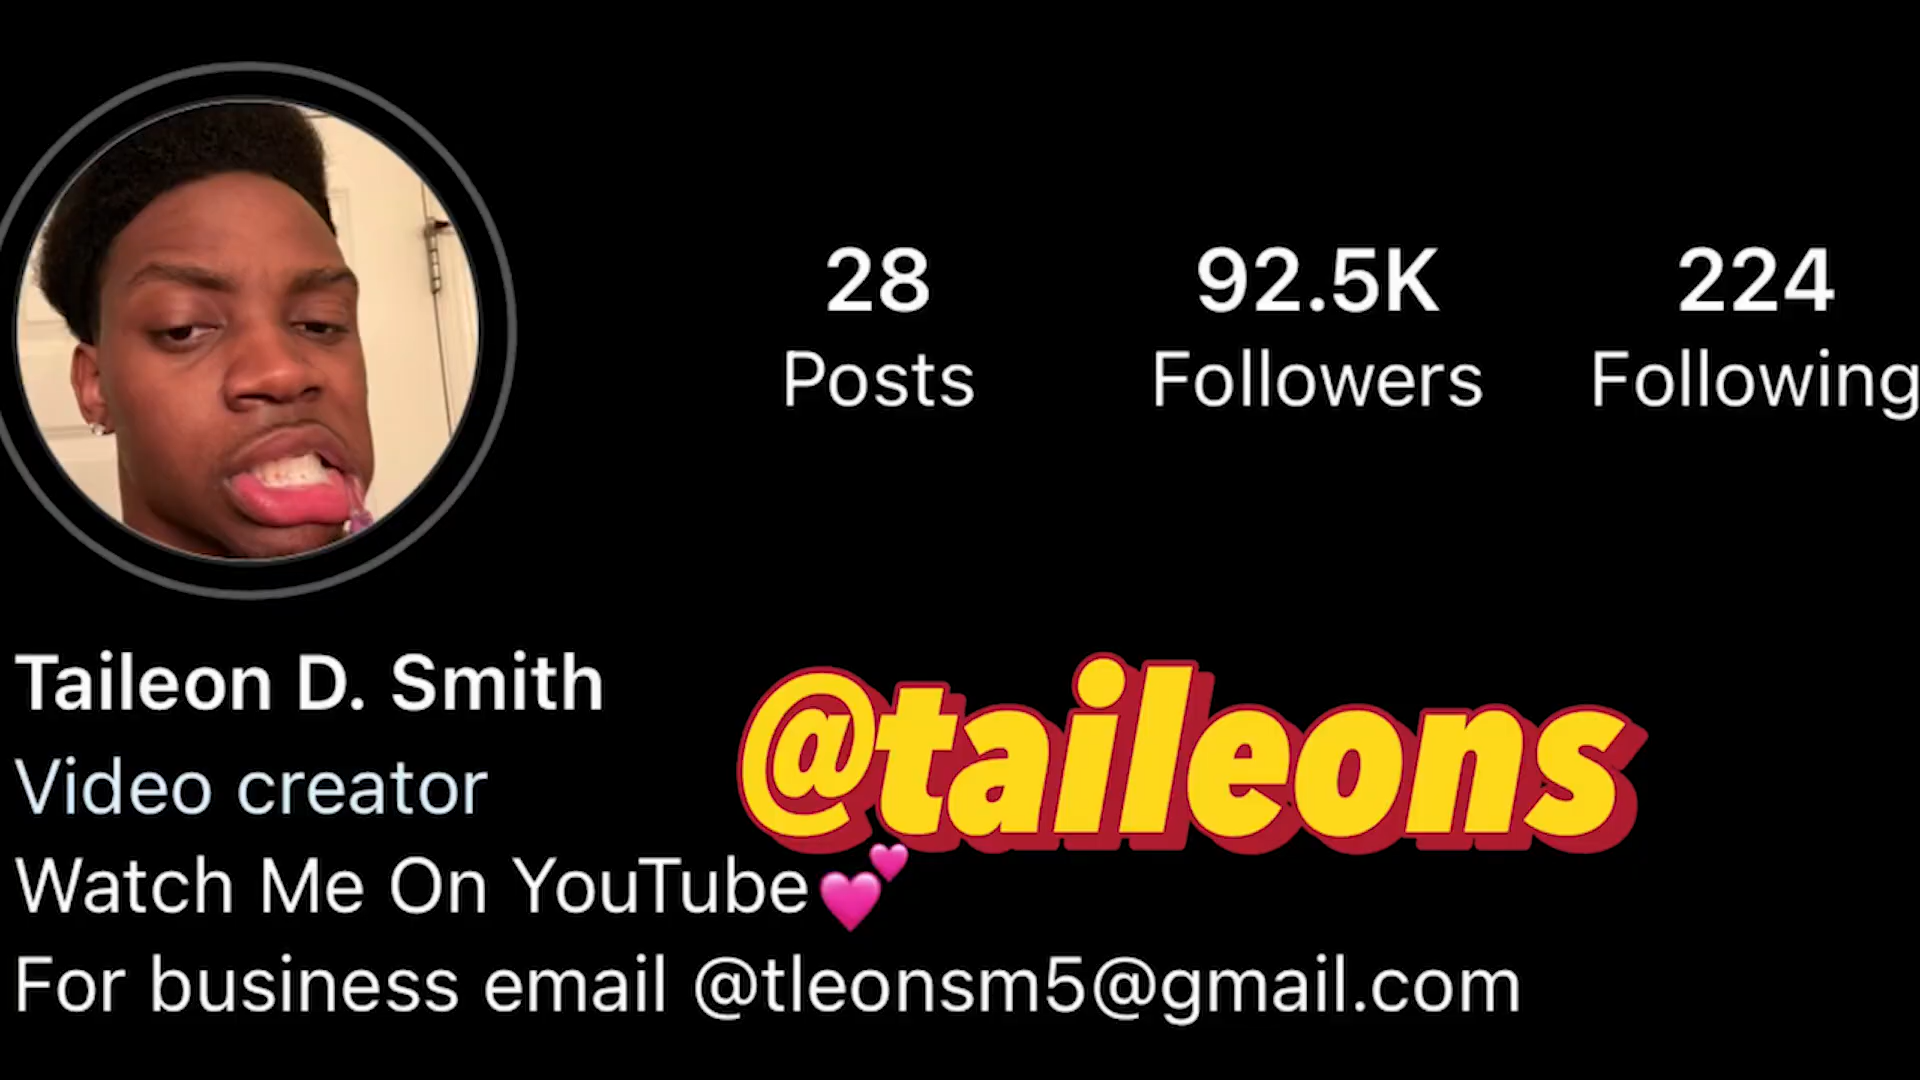 28 92.5K 224
Posts Followers Following
Taileon D. Smith
@taileons
Video creator
Watch Me On YouTube💕
For business email @tleonsm5@gmail.com